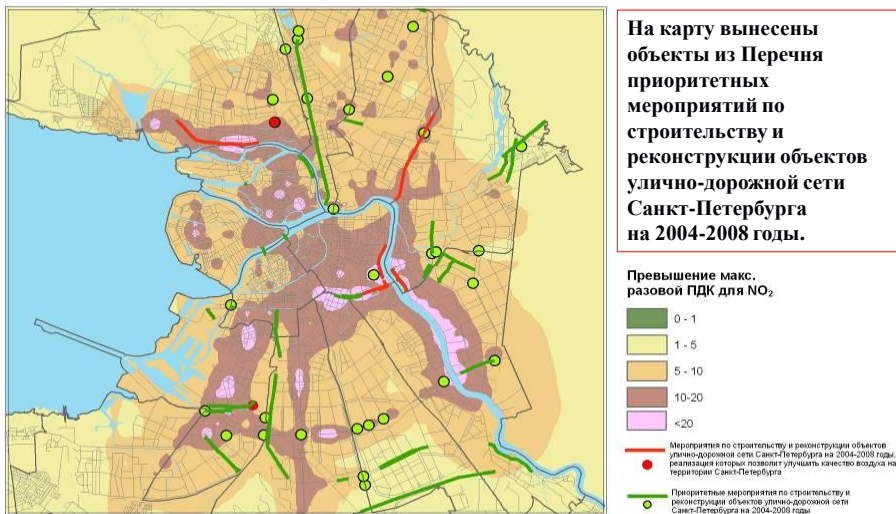 На карту вынесены
объекты из Перечня
приоритетных
мероприятий по
строительству и
реконструкции объектов
улично-дорожной сети
Санкт-Петербурга
на 2004-2008 годы.
Превышение макс.
разовой ПДК для NO₂
0 - 1
1 - 5
5 - 10
10-20
<20
Мероприятия по строительству и реконструкции объектов
улично-дорожной сети Санкт-Петербурга на 2004-2008 годы,
реализация которых позволит улучшить качество воздуха на
территории Санкт-Петербурга
Приоритетные мероприятия по строительству и
реконструкции объектов улично-дорожной сети
Санкт-Петербурга на 2004-2008 годы